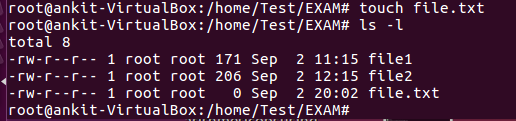 root@ankit-VirtualBox:/home/Test/EXAM# touch file.txt
root@ankit-VirtualBox:/home/Test/EXAM# ls -l
total 8
-rw-r--r-- 1 root root 171 Sep  2 11:15 file1
-rw-r--r-- 1 root root 206 Sep  2 12:15 file2
-rw-r--r-- 1 root root   0 Sep  2 20:02 file.txt
root@ankit-VirtualBox:/home/Test/EXAM#